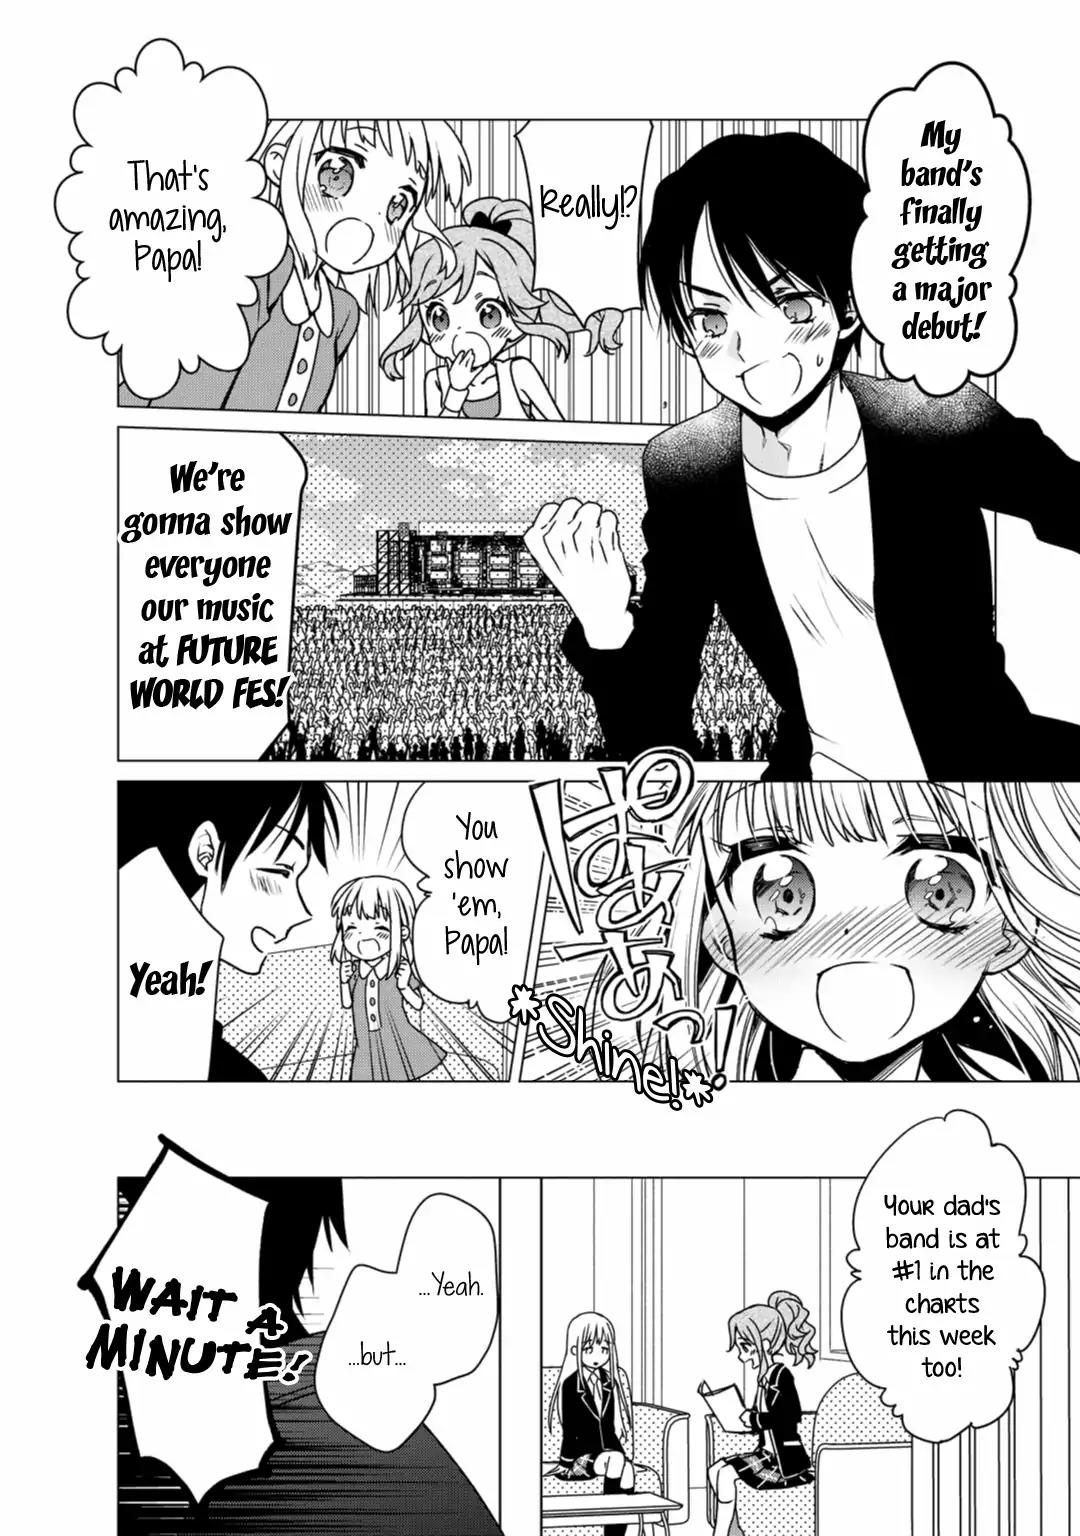 My
band's
finally
getting
a major
debut!
Really!?
That's
amazing,
Papa!
We're
gonna show
everyone
our music
at FUTURE
WORLD FES!
ぱあああぁっ!
*Shine!*
You
show
'em,
Papa!
Yeah!
Your dad's
band is at
#1 in the
charts
this week
too!
...Yeah.
...but...
WAIT A
MINUTE!